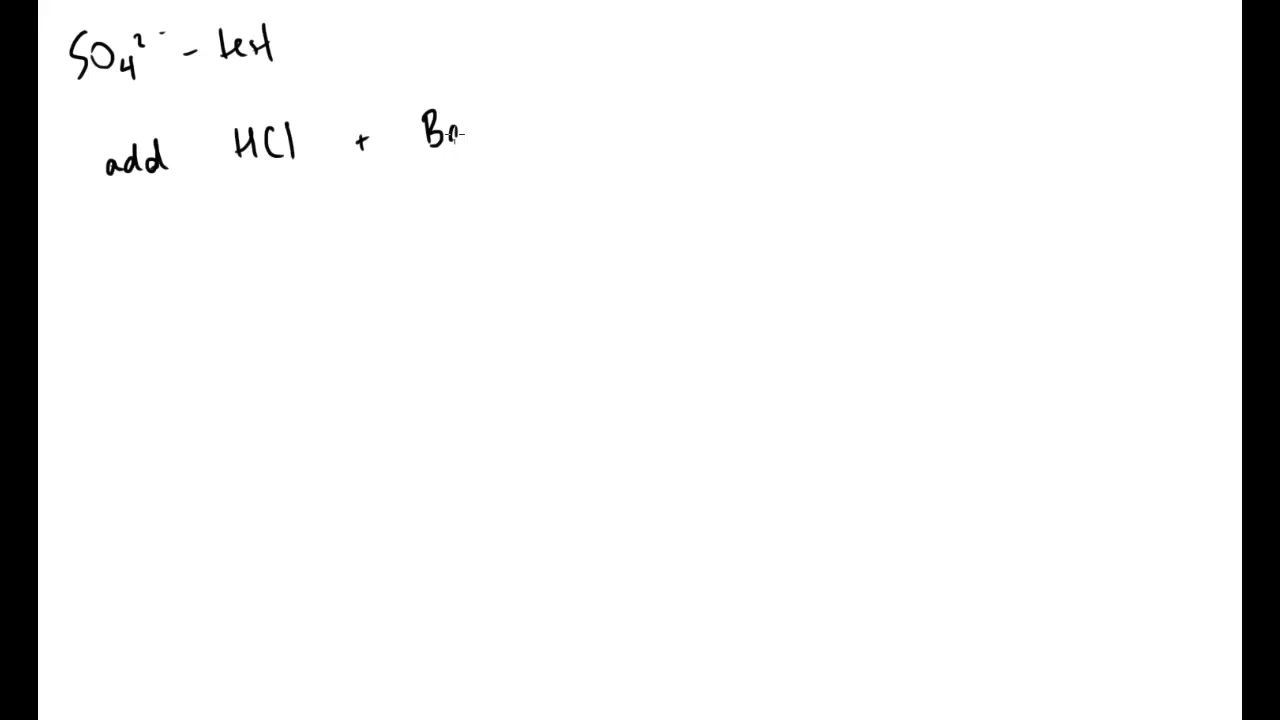 SO₄²⁻ - test
add HCl + Ba